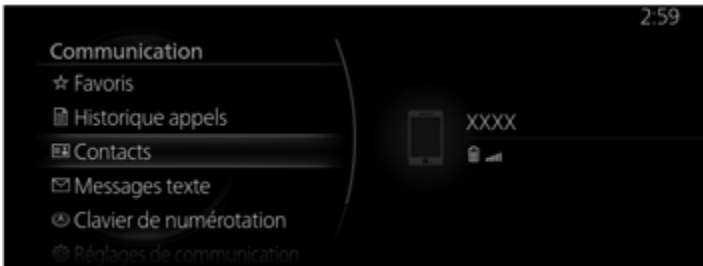 2:59
Communication
Favoris
Historique appels
Contacts
Messages texte
Clavier de numérotation
Réglages de communication
XXXX